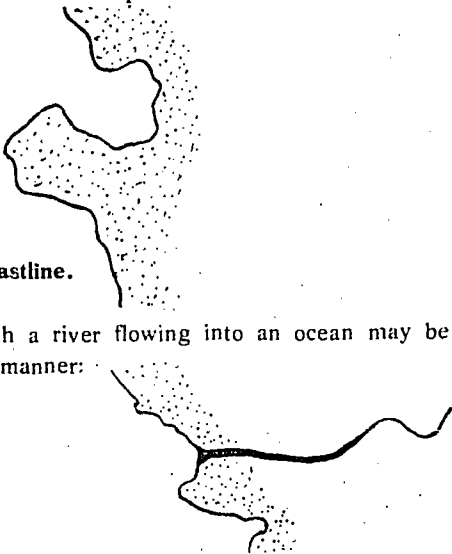 astline.
h a river flowing into an ocean may be
manner: